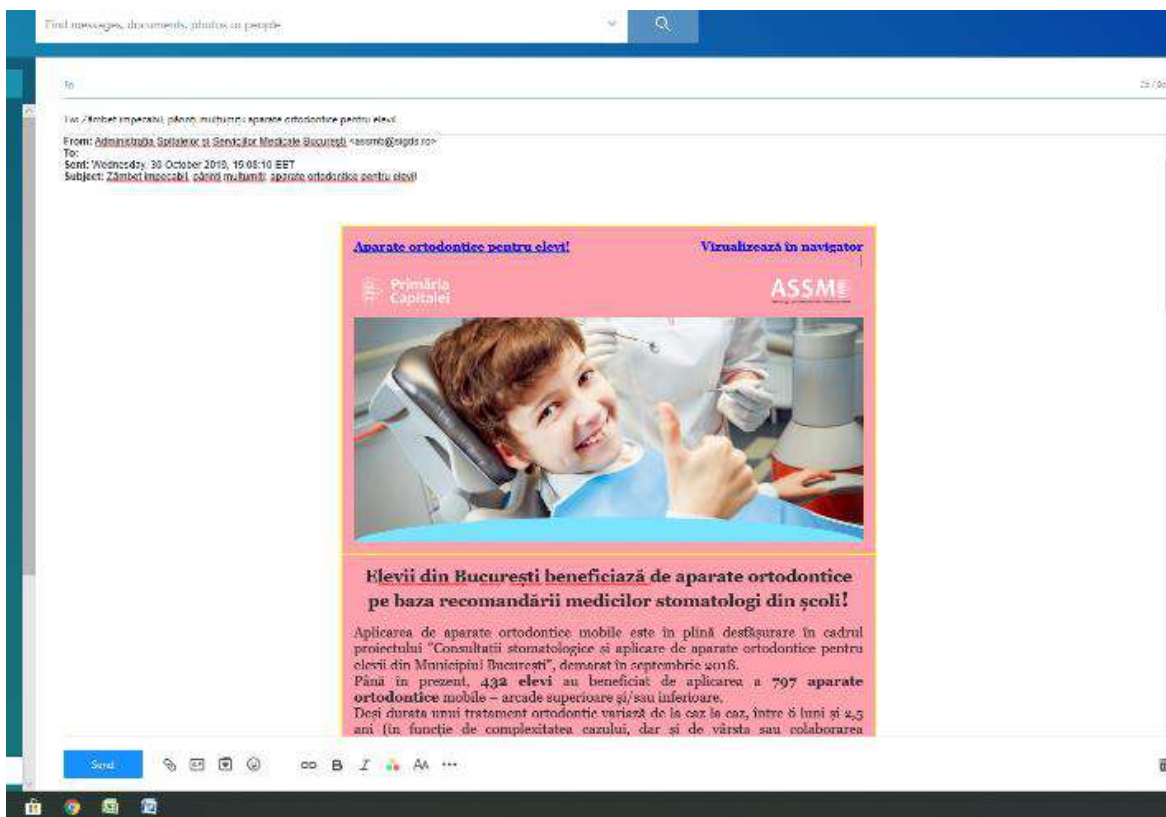 Find messages, documents, photos or people
To
Fw: Zâmbet impecabil, părinți mulțumiți: aparate ortodontice pentru elevi!
From: Administrația Spitalelor și Serviciilor Medicale București <assmb@sigds.ro>
To:
Sent: Wednesday, 30 October 2019, 15:08:10 EET
Subject: Zâmbet impecabil, părinți mulțumiți: aparate ortodontice pentru elevi!
Aparate ortodontice pentru elevi! Vizualizează în navigator
Primăria
Capitalei
ASSM
Elevii din București beneficiază de aparate ortodontice
pe baza recomandării medicilor stomatologi din școli!
Aplicarea de aparate ortodontice mobile este în plină desfășurare în cadrul
proiectului "Consultații stomatologice și aplicare de aparate ortodontice pentru
elevii din Municipiul București", demarat în septembrie 2018.
Până în prezent, 432 elevi au beneficiat de aplicarea a 797 aparate
ortodontice mobile – arcade superioare și/sau inferioare.
Deși durata unui tratament ortodontic variază de la caz la caz, între 6 luni și 2,5
ani (în funcție de complexitatea cazului, dar și de vârsta sau colaborarea
Send